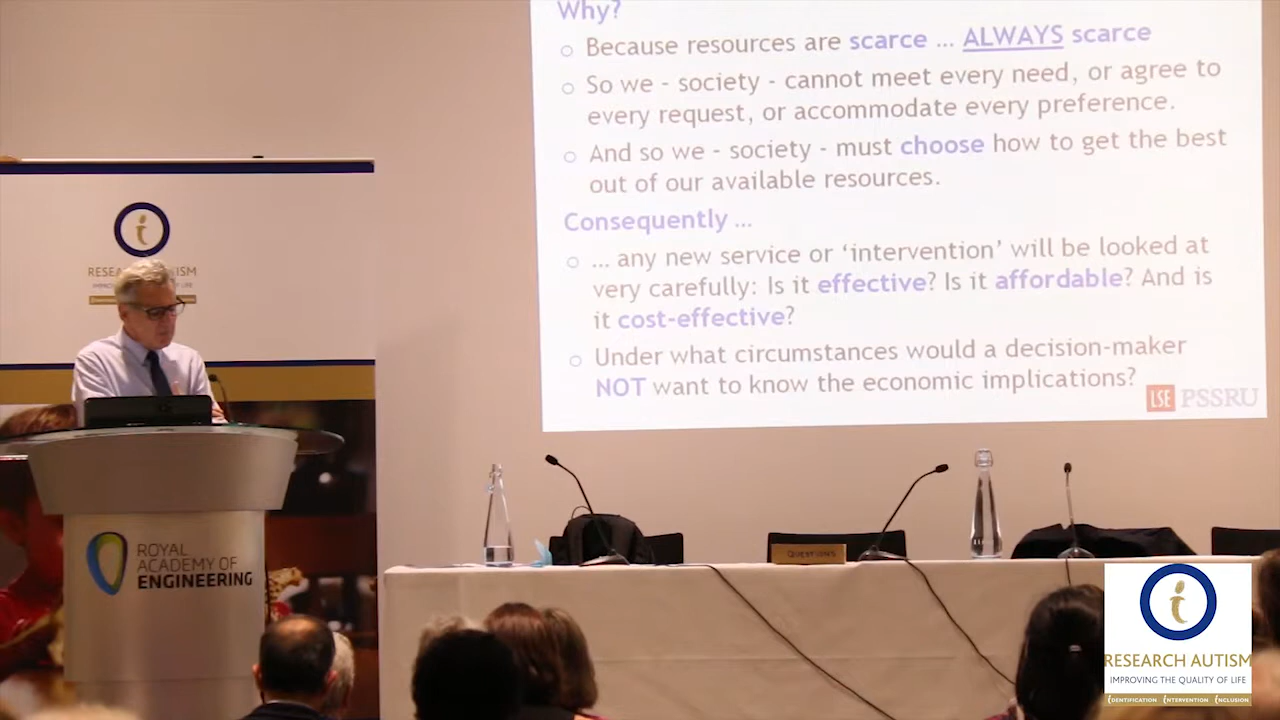 Why?
Because resources are scarce ... ALWAYS scarce
So we - society - cannot meet every need, or agree to
every request, or accommodate every preference.
And so we - society - must choose how to get the best
out of our available resources.
Consequently ...
... any new service or ‘intervention’ will be looked at
very carefully: Is it effective? Is it affordable? And is
it cost-effective?
Under what circumstances would a decision-maker
NOT want to know the economic implications?
LSE PSSRU
ROYAL
ACADEMY OF
ENGINEERING
QUESTIONS
RESEARCH AUTISM
IMPROVING THE QUALITY OF LIFE
IDENTIFICATION INTERVENTION INCLUSION